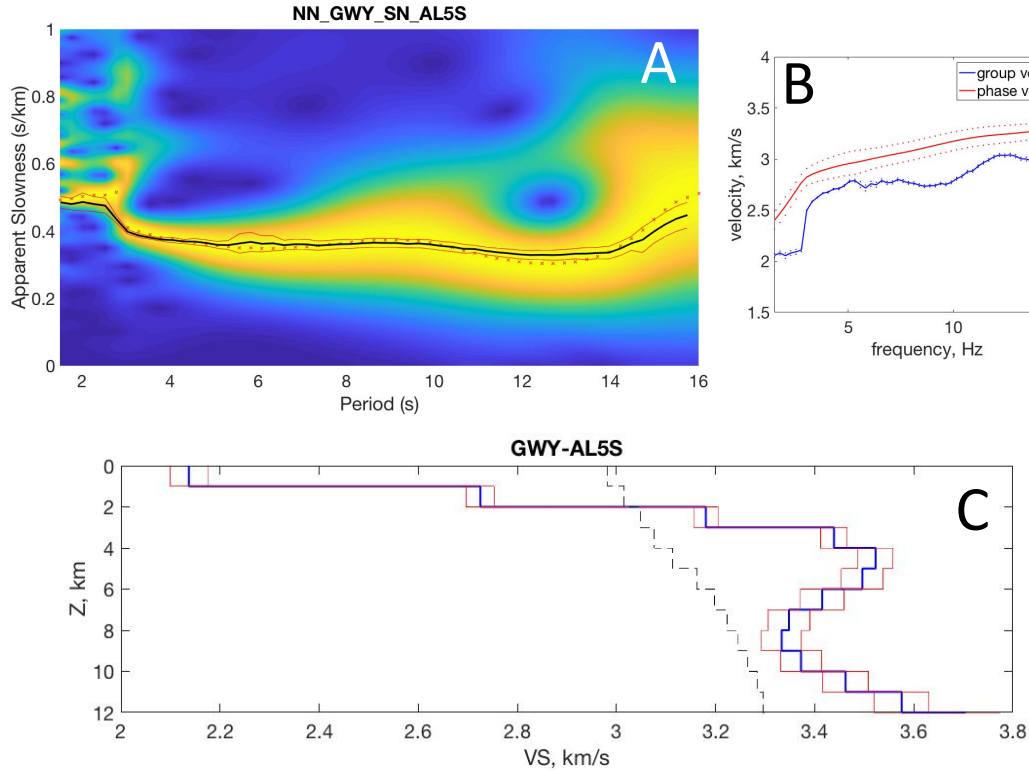 NN_GWY_SN_AL5S
A
Apparent Slowness (s/km)
1
0.8
0.6
0.4
0.2
0
2 4 6 8 10 12 14 16
Period (s)
B
group ve
phase v
velocity, km/s
4
3.5
3
2.5
2
1.5
5 10
frequency, Hz
GWY-AL5S
C
Z, km
0
2
4
6
8
10
12
2 2.2 2.4 2.6 2.8 3 3.2 3.4 3.6 3.8
VS, km/s